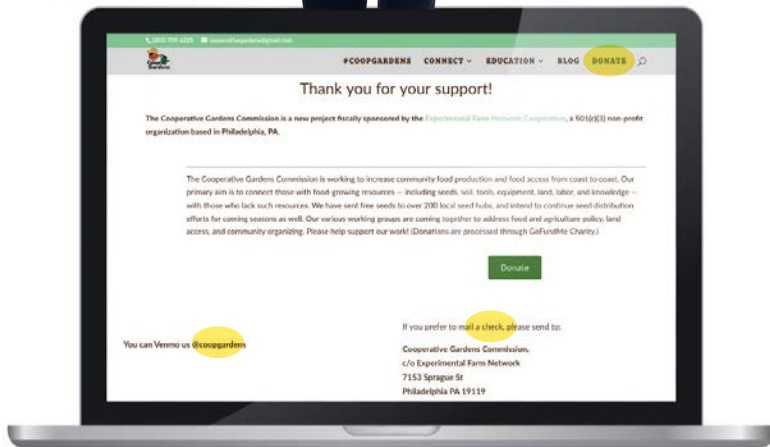 cooperativegardens@gmail.com
#COOPGARDENS CONNECT EDUCATION BLOG DONATE
Thank you for your support!
The Cooperative Gardens Commission is a new project fiscally sponsored by the Experimental Farm Network Cooperative, a 501(c)(3) non-profit
organization based in Philadelphia, PA.
The Cooperative Gardens Commission is working to increase community food production and food access from coast to coast. Our
primary aim is to connect those with food-growing resources — including seeds, soil, tools, equipment, land, labor, and knowledge —
with those who lack such resources. We have sent free seeds to over 200 local seed hubs, and intend to continue seed distribution
efforts for coming seasons as well. Our various working groups are coming together to address food and agriculture policy, land
access, and community organizing. Please help support our work! (Donations are processed through GoFundMe Charity.)
Donate
If you prefer to mail a check, please send to:
You can Venmo us @coopgardens
Cooperative Gardens Commission,
c/o Experimental Farm Network
7153 Sprague St
Philadelphia PA 19119